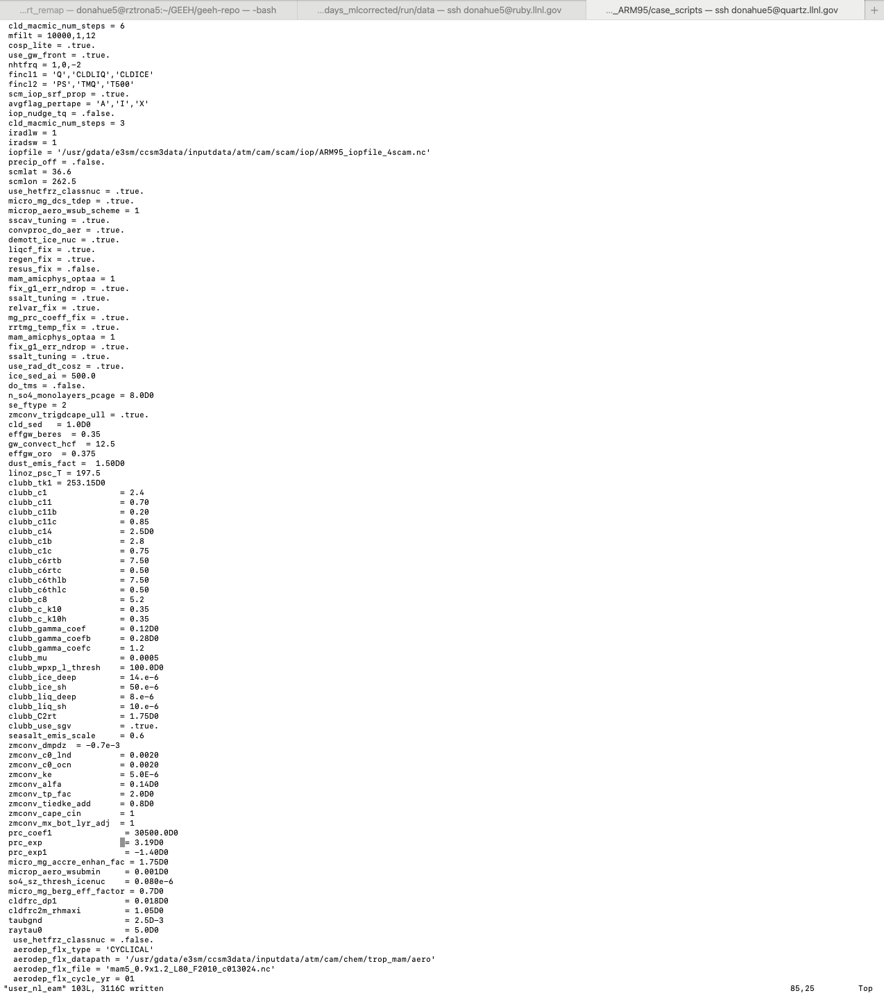 ...rt_remap — donahue5@rztrona5:~/GEEH/geeh-repo — -bash
...days_mlcorrected/run/data — ssh donahue5@ruby.llnl.gov
..._ARM95/case_scripts — ssh donahue5@quartz.llnl.gov
+
cld_macmic_num_steps = 6
mfilt = 10000,1,12
cosp_lite = .true.
use_gw_front = .true.
nhtfrq = 1,0,-2
fincl1 = 'Q','CLDLIQ','CLDICE'
fincl2 = 'PS','TMQ','T500'
scm_iop_srf_prop = .true.
avgflag_pertape = 'A','I','X'
iop_nudge_tq = .false.
cld_macmic_num_steps = 3
iradlw = 1
iradsw = 1
iopfile = '/usr/gdata/e3sm/ccsm3data/inputdata/atm/cam/scam/iop/ARM95_iopfile_4scam.nc'
precip_off = .false.
scmlat = 36.6
scmlon = 262.5
use_hetfrz_classnuc = .true.
micro_mg_dcs_tdep = .true.
microp_aero_wsub_scheme = 1
sscav_tuning = .true.
convproc_do_aer = .true.
demott_ice_nuc = .true.
liqcf_fix = .true.
regen_fix = .true.
resus_fix = .false.
mam_amicphys_optaa = 1
fix_g1_err_ndrop = .true.
ssalt_tuning = .true.
relvar_fix = .true.
mg_prc_coeff_fix = .true.
rrtmg_temp_fix = .true.
mam_amicphys_optaa = 1
fix_g1_err_ndrop = .true.
ssalt_tuning = .true.
use_rad_dt_cosz = .true.
ice_sed_ai = 500.0
do_tms = .false.
n_so4_monolayers_pcage = 8.0D0
se_ftype = 2
zmconv_trigdcape_ull = .true.
cld_sed   = 1.0D0
effgw_beres  = 0.35
gw_convect_hcf  = 12.5
effgw_oro  = 0.375
dust_emis_fact =  1.50D0
linoz_psc_T = 197.5
clubb_tk1 = 253.15D0
clubb_c1               = 2.4
clubb_c11              = 0.70
clubb_c11b             = 0.20
clubb_c11c             = 0.85
clubb_c14              = 2.5D0
clubb_c1b              = 2.8
clubb_c1c              = 0.75
clubb_c6rtb            = 7.50
clubb_c6rtc            = 0.50
clubb_c6thlb           = 7.50
clubb_c6thlc           = 0.50
clubb_c8               = 5.2
clubb_c_k10            = 0.35
clubb_c_k10h           = 0.35
clubb_gamma_coef       = 0.12D0
clubb_gamma_coefb      = 0.28D0
clubb_gamma_coefc      = 1.2
clubb_mu               = 0.0005
clubb_wpxp_l_thresh    = 100.0D0
clubb_ice_deep         = 14.e-6
clubb_ice_sh           = 50.e-6
clubb_liq_deep         = 8.e-6
clubb_liq_sh           = 10.e-6
clubb_C2rt             = 1.75D0
clubb_use_sgv          = .true.
seasalt_emis_scale     = 0.6
zmconv_dmpdz  = -0.7e-3
zmconv_c0_lnd          = 0.0020
zmconv_c0_ocn          = 0.0020
zmconv_ke              = 5.0E-6
zmconv_alfa            = 0.14D0
zmconv_tp_fac          = 2.0D0
zmconv_tiedke_add      = 0.8D0
zmconv_cape_cin        = 1
zmconv_mx_bot_lyr_adj  = 1
prc_coef1               = 30500.0D0
prc_exp                 = 3.19D0
prc_exp1                = -1.40D0
micro_mg_accre_enhan_fac = 1.75D0
microp_aero_wsubmin     = 0.001D0
so4_sz_thresh_icenuc    = 0.080e-6
micro_mg_berg_eff_factor = 0.7D0
cldfrc_dp1              = 0.018D0
cldfrc2m_rhmaxi         = 1.05D0
taubgnd                 = 2.5D-3
raytau0                 = 5.0D0
use_hetfrz_classnuc = .false.
aerodep_flx_type = 'CYCLICAL'
aerodep_flx_datapath = '/usr/gdata/e3sm/ccsm3data/inputdata/atm/cam/chem/trop_mam/aero'
aerodep_flx_file = 'mam5_0.9x1.2_L80_F2010_c013024.nc'
aerodep_flx_cycle_yr = 01
"user_nl_eam" 103L, 3116C written 85,25 Top